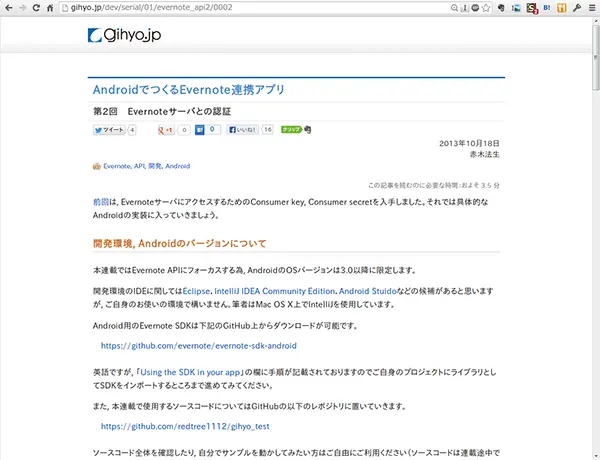 gihyo.jp/dev/serial/01/evernote_api2/0002
gihyo.jp
AndroidでつくるEvernote連携アプリ
第2回 Evernoteサーバとの認証
ツイート 4 +1 0 B! 0 いいね! 16 クリップ
2013年10月18日
赤木法生
Evernote, API, 開発, Android
この記事を読むのに必要な時間:およそ 3.5 分
前回は, EvernoteサーバにアクセスするためのConsumer key, Consumer secretを入手しました。それでは具体的な
Androidの実装に入っていきましょう。
開発環境, Androidのバージョンについて
本連載ではEvernote APIにフォーカスする為, AndroidのOSバージョンは3.0以降に限定します。
開発環境のIDEに関してはEclipse, IntelliJ IDEA Community Edition, Android Stuidoなどの候補があると思います
が, ご自身のお使いの環境で構いません。筆者はMac OS X上でIntelliJを使用しています。
Android用のEvernote SDKは下記のGitHub上からダウンロードが可能です。
https://github.com/evernote/evernote-sdk-android
英語ですが, 「Using the SDK in your app」の欄に手順が記載されておりますのでご自身のプロジェクトにライブラリとし
てSDKをインポートするところまで進めてみてください。
また, 本連載で使用するソースコードについてはGitHubの以下のレポジトリに置いていきます。
https://github.com/redtree1112/gihyo_test
ソースコード全体を確認したり, 自分でサンプルを動かしてみたい方はご自由にご利用ください(ソースコードは連載途中で